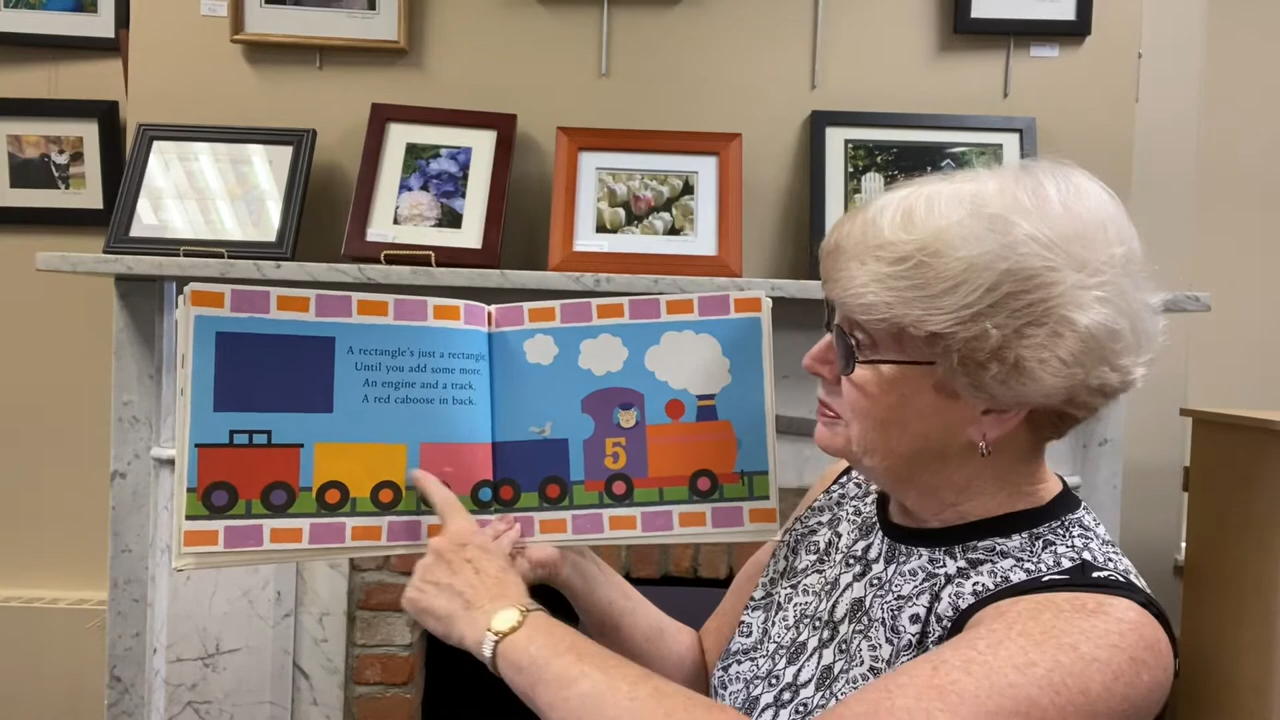 A rectangle's just a rectangle,
Until you add some more.
An engine and a track,
A red caboose in back.
5